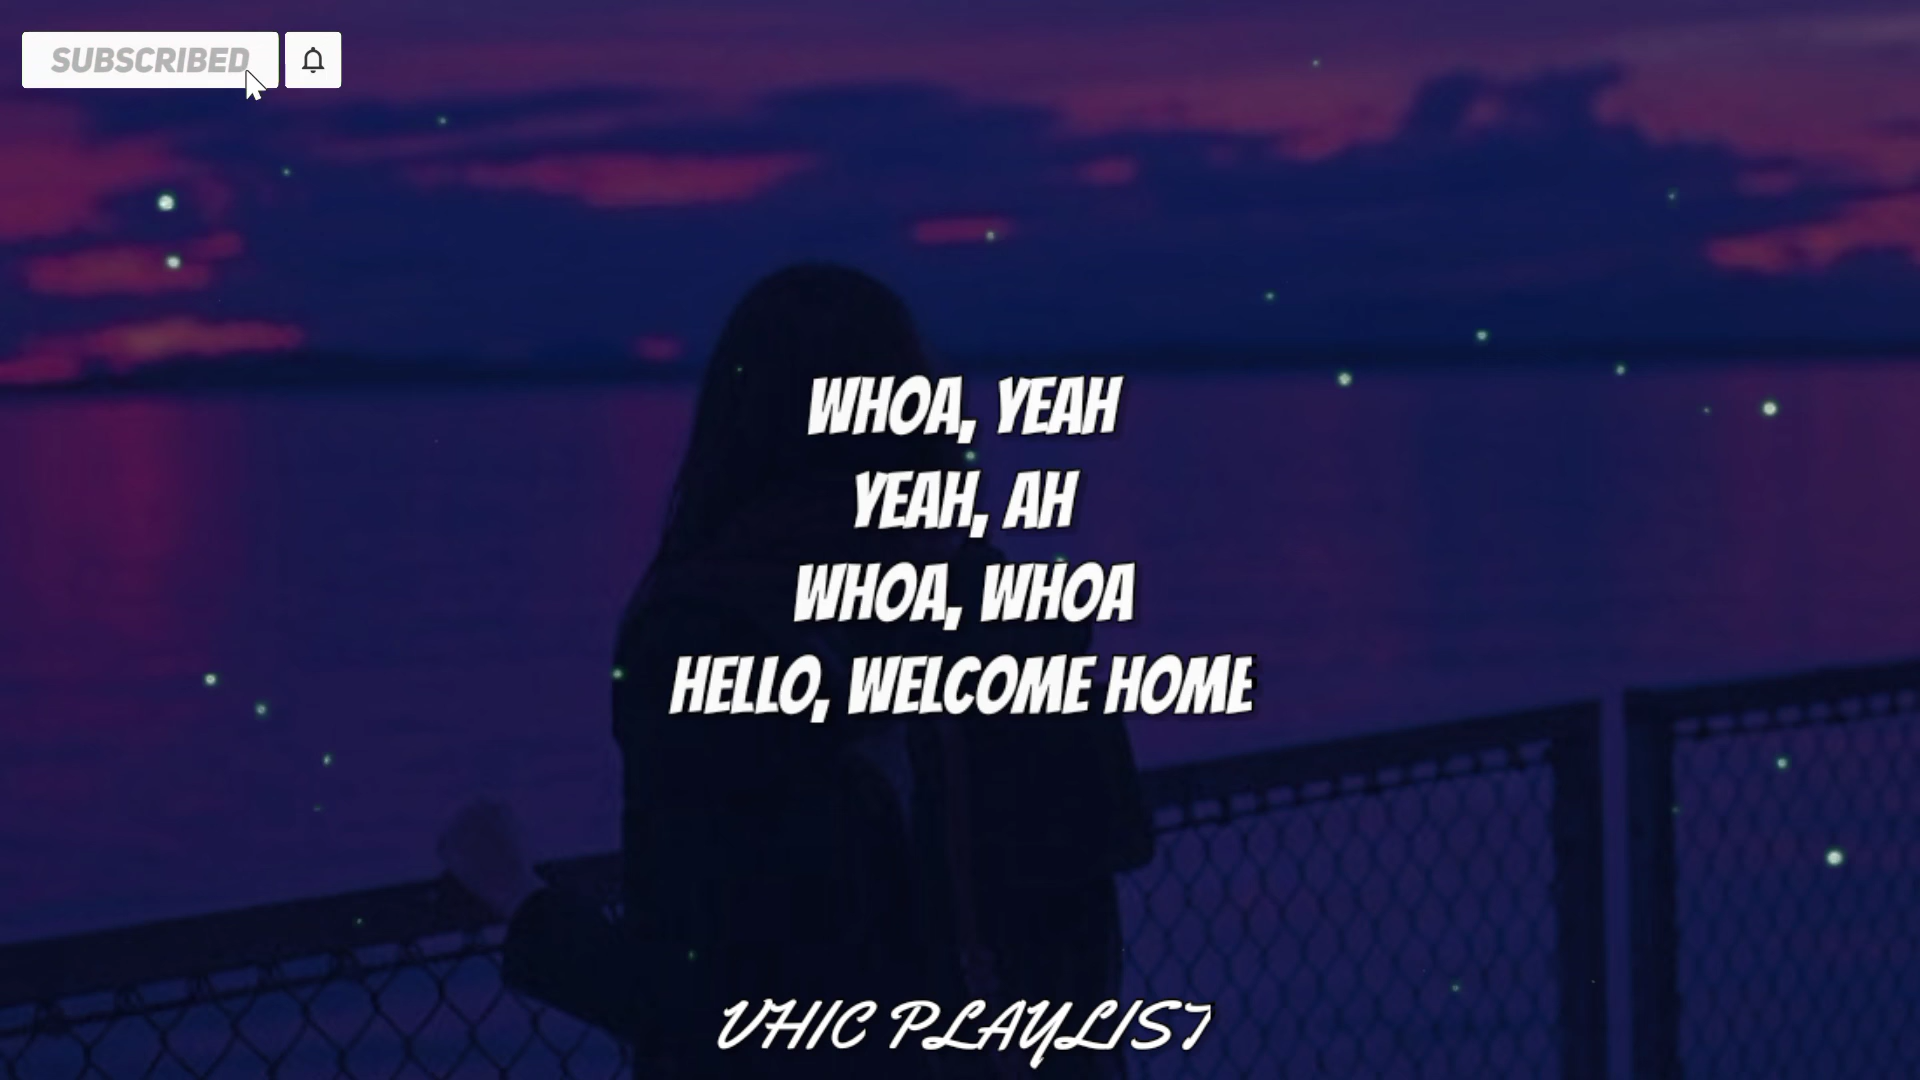 SUBSCRIBED
WHOA, YEAH
YEAH, AH
WHOA, WHOA
HELLO, WELCOME HOME
VHIC PLAYLIST